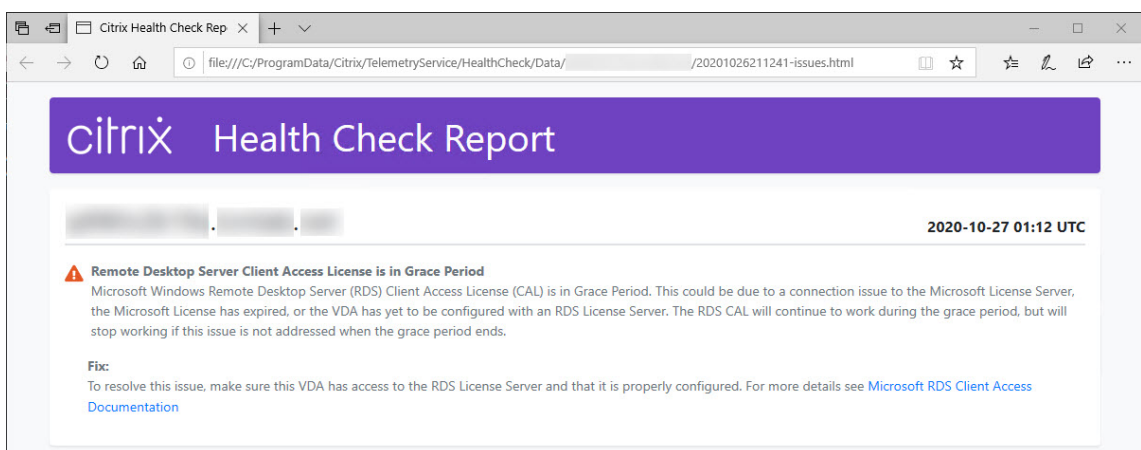 Citrix Health Check Rep
file:///C:/ProgramData/Citrix/TelemetryService/HealthCheck/Data/ /20201026211241-issues.html
citrix Health Check Report
. .
2020-10-27 01:12 UTC
Remote Desktop Server Client Access License is in Grace Period
Microsoft Windows Remote Desktop Server (RDS) Client Access License (CAL) is in Grace Period. This could be due to a connection issue to the Microsoft License Server,
the Microsoft License has expired, or the VDA has yet to be configured with an RDS License Server. The RDS CAL will continue to work during the grace period, but will
stop working if this issue is not addressed when the grace period ends.
Fix:
To resolve this issue, make sure this VDA has access to the RDS License Server and that it is properly configured. For more details see Microsoft RDS Client Access
Documentation